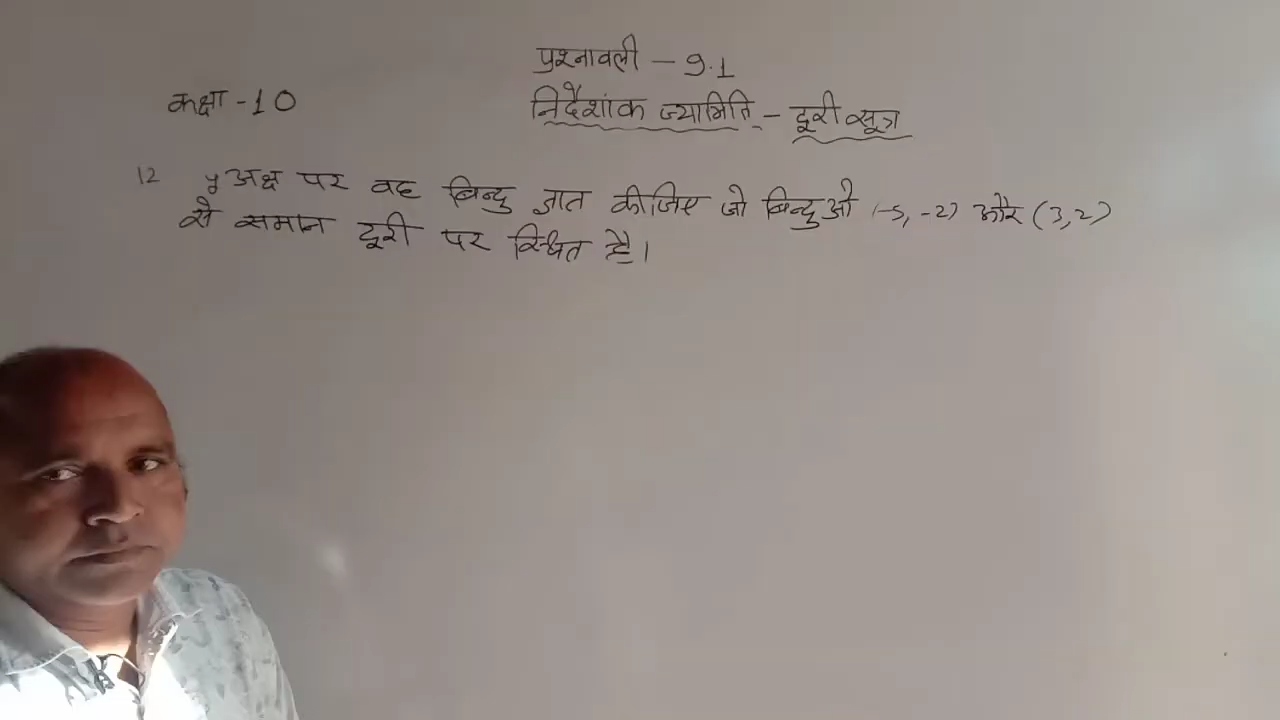 प्रश्नावली - 9.1
कक्षा - 10
निर्देशांक ज्यामिति - दूरी सूत्र
12 y अक्ष पर वह बिन्दु ज्ञात कीजिए जो बिन्दुओ (-5, -2) और (3,2)
से समान दूरी पर स्थित है।